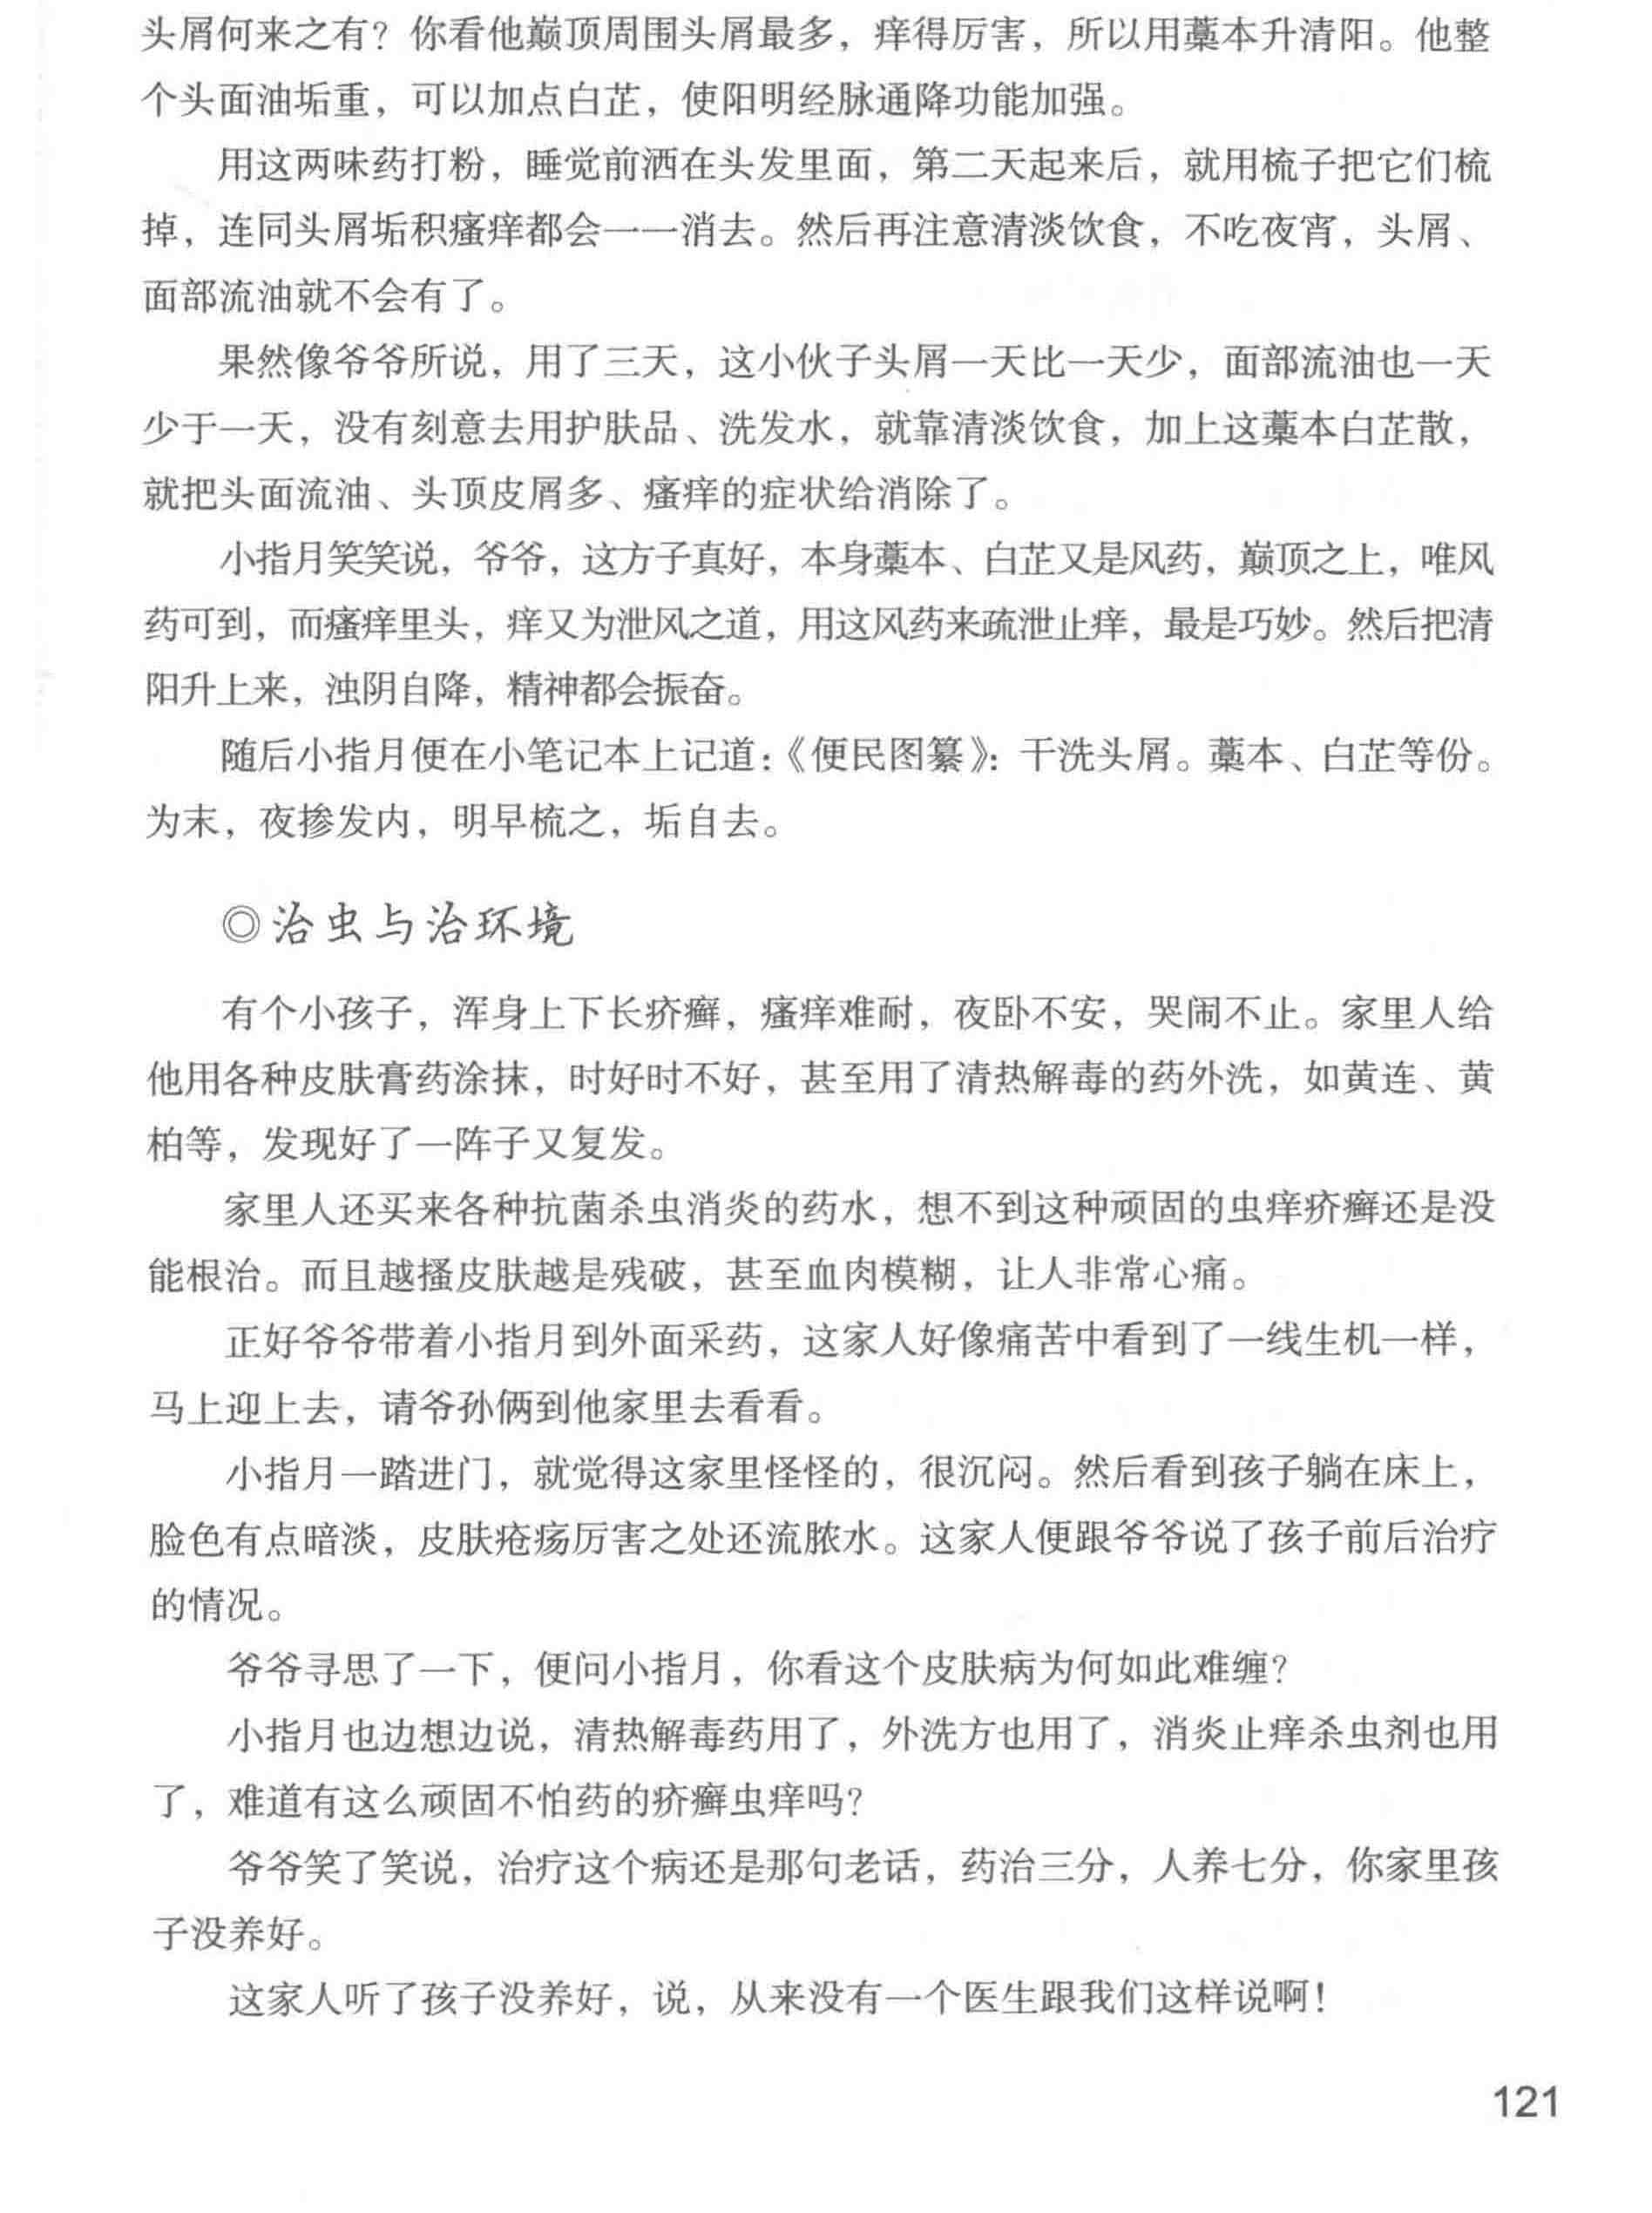 头屑何来之有？你看他巅顶周围头屑最多，痒得厉害，所以用藁本升清阳。他整
个头面油垢重，可以加点白芷，使阳明经脉通降功能加强。
用这两味药打粉，睡觉前洒在头发里面，第二天起来后，就用梳子把它们梳
掉，连同头屑垢积瘙痒都会一一消去。然后再注意清淡饮食，不吃夜宵，头屑、
面部流油就不会有了。
果然像爷爷所说，用了三天，这小伙子头屑一天比一天少，面部流油也一天
少于一天，没有刻意去用护肤品、洗发水，就靠清淡饮食，加上这藁本白芷散，
就把头面流油、头顶皮屑多、瘙痒的症状给消除了。
小指月笑笑说，爷爷，这方子真好，本身藁本、白芷又是风药，巅顶之上，唯风
药可到，而瘙痒里头，痒又为泄风之道，用这风药来疏泄止痒，最是巧妙。然后把清
阳升上来，浊阴自降，精神都会振奋。
随后小指月便在小笔记本上记道：《便民图纂》：干洗头屑。藁本、白芷等份。
为末，夜掺发内，明早梳之，垢自去。
◎治虫与治环境
有个小孩子，浑身上下长疥癣，瘙痒难耐，夜卧不安，哭闹不止。家里人给
他用各种皮肤膏药涂抹，时好时不好，甚至用了清热解毒的药外洗，如黄连、黄
柏等，发现好了一阵子又复发。
家里人还买来各种抗菌杀虫消炎的药水，想不到这种顽固的虫痒疥癣还是没
能根治。而且越搔皮肤越是残破，甚至血肉模糊，让人非常心痛。
正好爷爷带着小指月到外面采药，这家人好像痛苦中看到了一线生机一样，
马上迎上去，请爷孙俩到他家里去看看。
小指月一踏进门，就觉得这家里怪怪的，很沉闷。然后看到孩子躺在床上，
脸色有点暗淡，皮肤疮疡厉害之处还流脓水。这家人便跟爷爷说了孩子前后治疗
的情况。
爷爷寻思了一下，便问小指月，你看这个皮肤病为何如此难缠？
小指月也边想边说，清热解毒药用了，外洗方也用了，消炎止痒杀虫剂也用
了，难道有这么顽固不怕药的疥癣虫痒吗？
爷爷笑了笑说，治疗这个病还是那句老话，药治三分，人养七分，你家里孩
子没养好。
这家人听了孩子没养好，说，从来没有一个医生跟我们这样说啊！
121